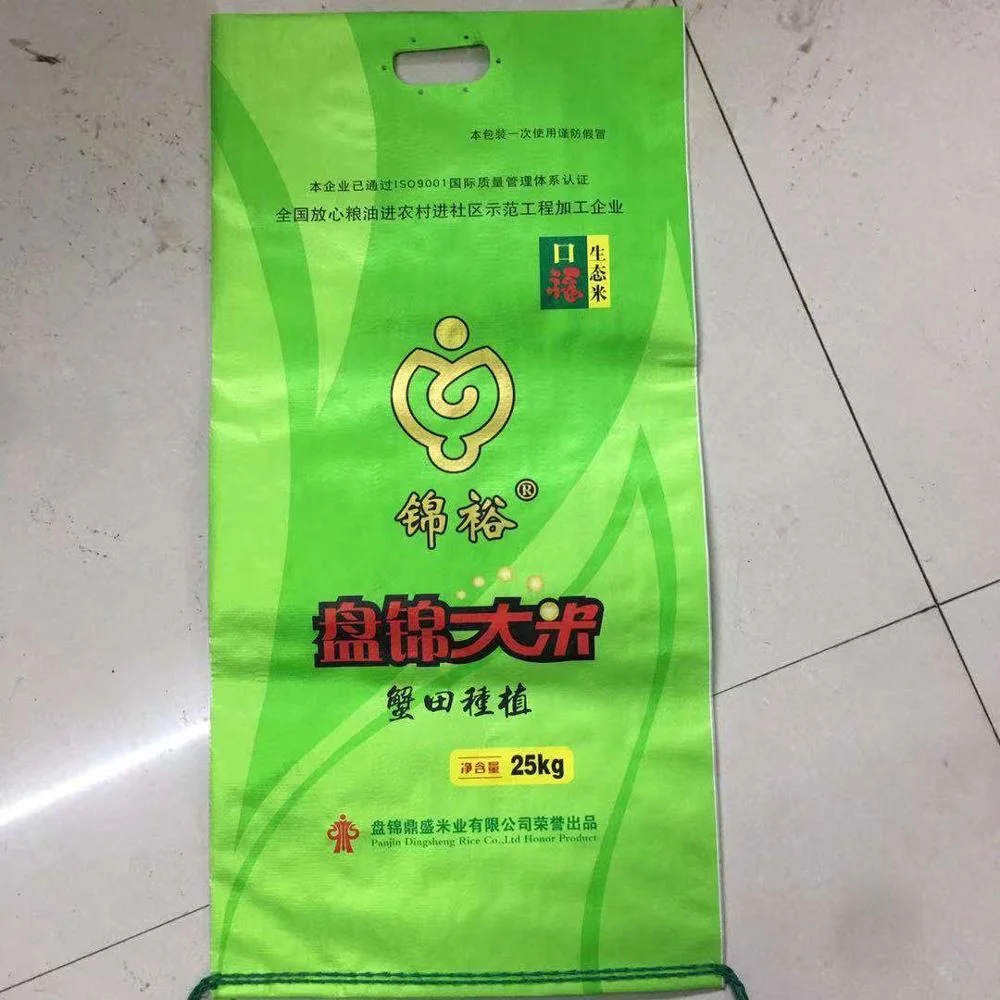 本包装一次使用谨防假冒
本企业已通过ISO9001国际质量管理体系认证
全国放心粮油进农村进社区示范工程加工企业
口福
生态米
锦裕®
盘锦大米
蟹田種植
净含量 25kg
盘锦鼎盛米业有限公司荣誉出品
Panjin Dingsheng Rice Co.,Ltd Honor Product